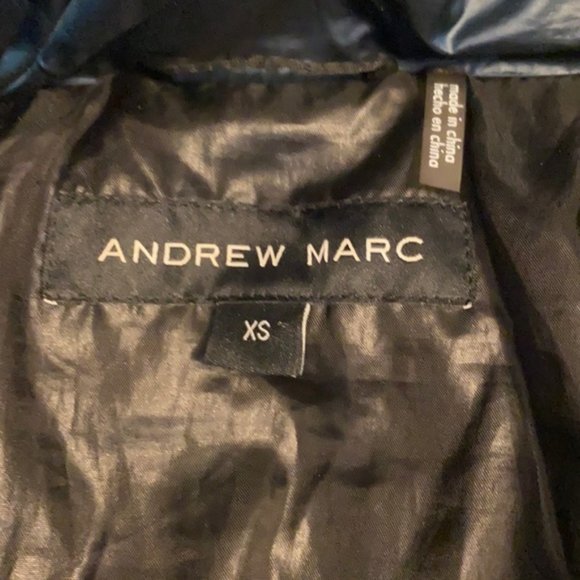 made in china
hecho en china
ANDREW MARC
XS